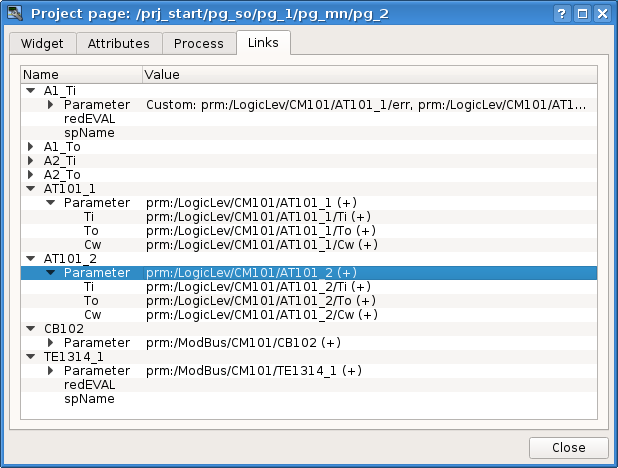 Project page: /prj_start/pg_so/pg_1/pg_mn/pg_2
Widget Attributes Process Links
Name Value
A1_Ti
Parameter Custom: prm:/LogicLev/CM101/AT101_1/err, prm:/LogicLev/CM101/AT1...
redEVAL
spName
A1_To
A2_Ti
A2_To
AT101_1
Parameter prm:/LogicLev/CM101/AT101_1 (+)
Ti prm:/LogicLev/CM101/AT101_1/Ti (+)
To prm:/LogicLev/CM101/AT101_1/To (+)
Cw prm:/LogicLev/CM101/AT101_1/Cw (+)
AT101_2
Parameter prm:/LogicLev/CM101/AT101_2 (+)
Ti prm:/LogicLev/CM101/AT101_2/Ti (+)
To prm:/LogicLev/CM101/AT101_2/To (+)
Cw prm:/LogicLev/CM101/AT101_2/Cw (+)
CB102
Parameter prm:/ModBus/CM101/CB102 (+)
TE1314_1
Parameter prm:/ModBus/CM101/TE1314_1 (+)
redEVAL
spName
Close